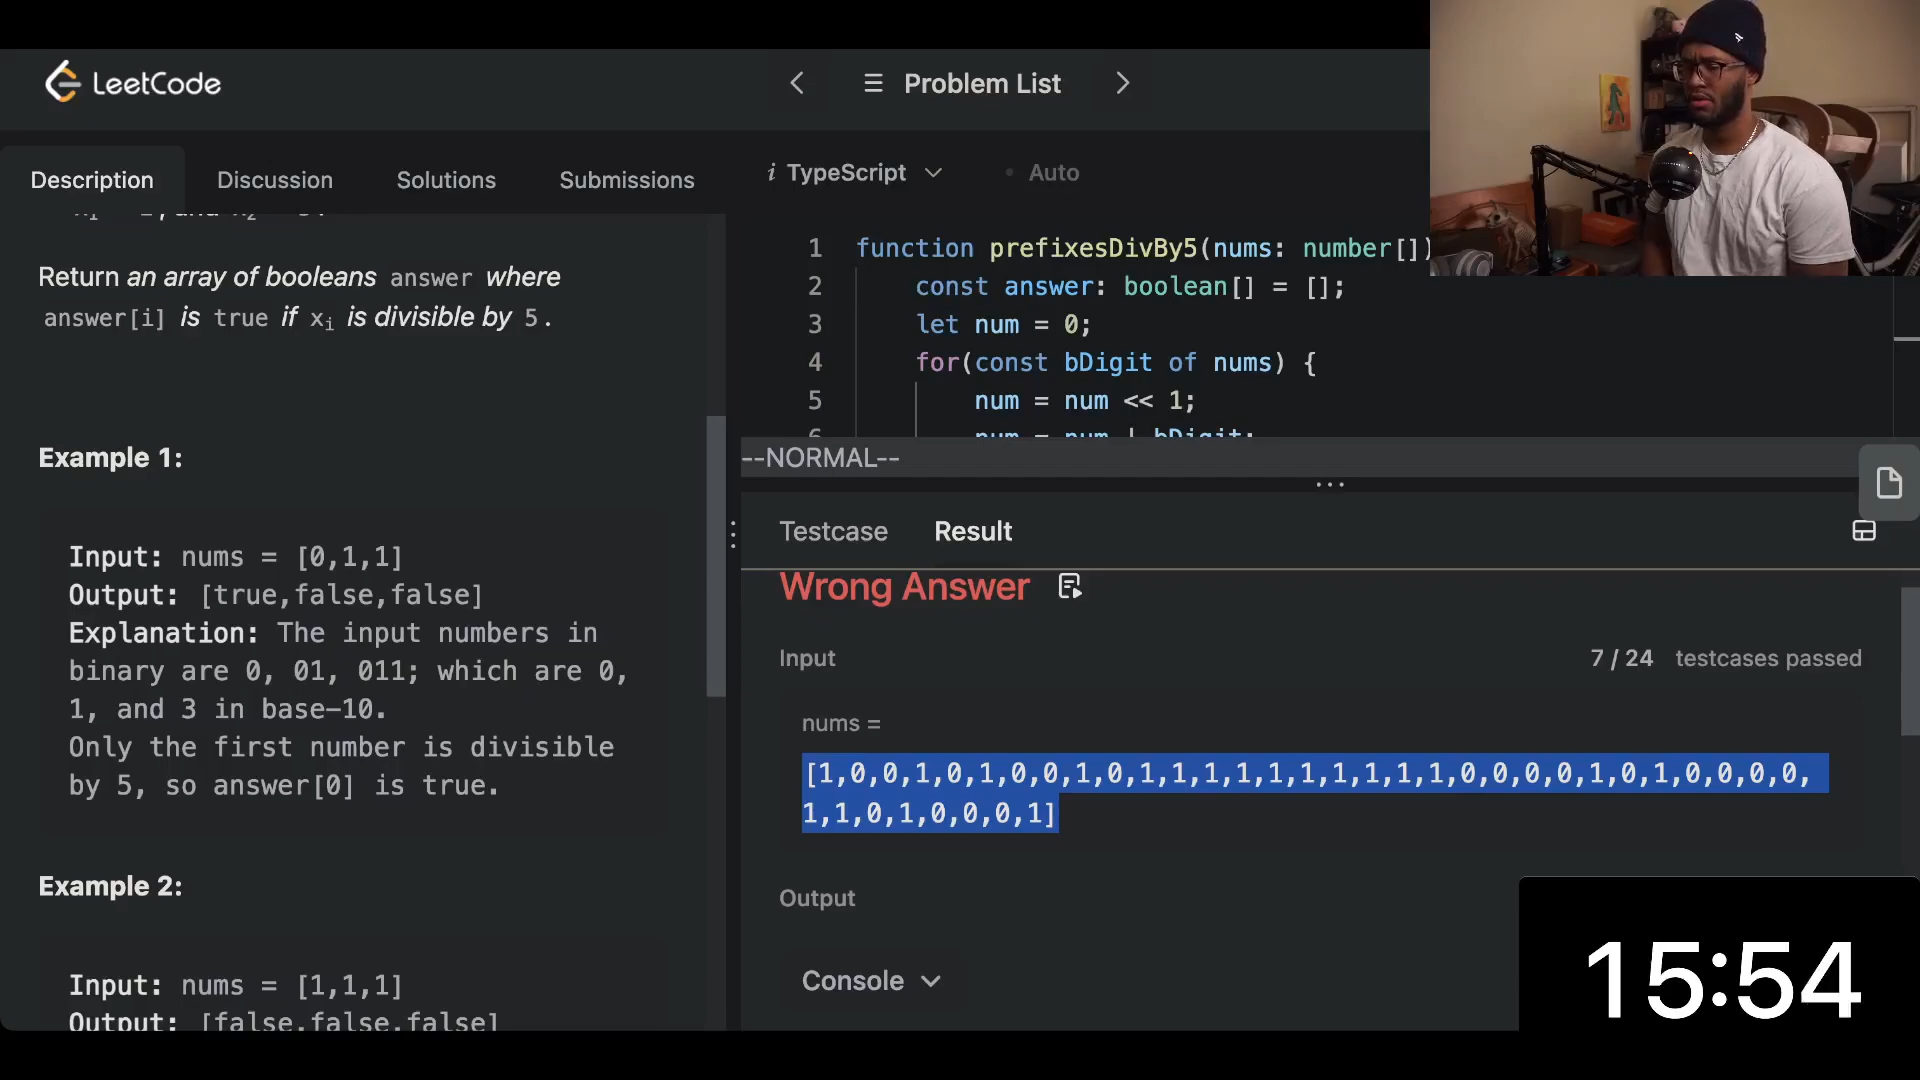 LeetCode
Problem List
Description
Discussion
Solutions
Submissions
i TypeScript
• Auto
Return an array of booleans answer where
answer[i] is true if xi is divisible by 5.
Example 1:
Input: nums = [0,1,1]
Output: [true,false,false]
Explanation: The input numbers in
binary are 0, 01, 011; which are 0,
1, and 3 in base-10.
Only the first number is divisible
by 5, so answer[0] is true.
Example 2:
Input: nums = [1,1,1]
Output: [false,false,false]
1 function prefixesDivBy5(nums: number[])
2 const answer: boolean[] = [];
3 let num = 0;
4 for(const bDigit of nums) {
5 num = num << 1;
6 num = num | bDigit;
--NORMAL--
Testcase
Result
Wrong Answer
Input
7 / 24 testcases passed
nums =
[1,0,0,1,0,1,0,0,1,0,1,1,1,1,1,1,1,1,1,1,0,0,0,0,1,0,1,0,0,0,0,
1,1,0,1,0,0,0,1]
Output
Console
15:54